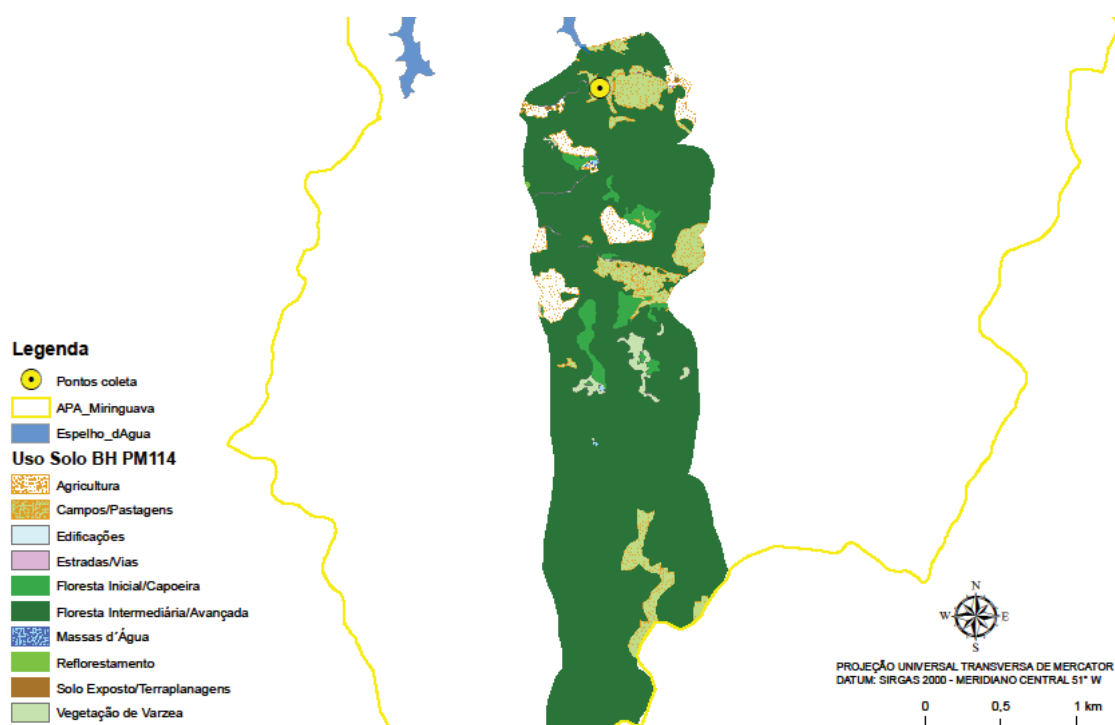 Legenda
Pontos coleta
APA_Miringuava
Espelho_dAgua
Uso Solo BH PM114
Agricultura
Campos/Pastagens
Edificações
Estradas/Vias
Floresta Inicial/Capoeira
Floresta Intermediária/Avançada
Massas d´Água
Reflorestamento
Solo Exposto/Terraplanagens
Vegetação de Varzea
N
W
E
S
PROJEÇÃO UNIVERSAL TRANSVERSA DE MERCATOR
DATUM: SIRGAS 2000 - MERIDIANO CENTRAL 51° W
0 0,5 1 km